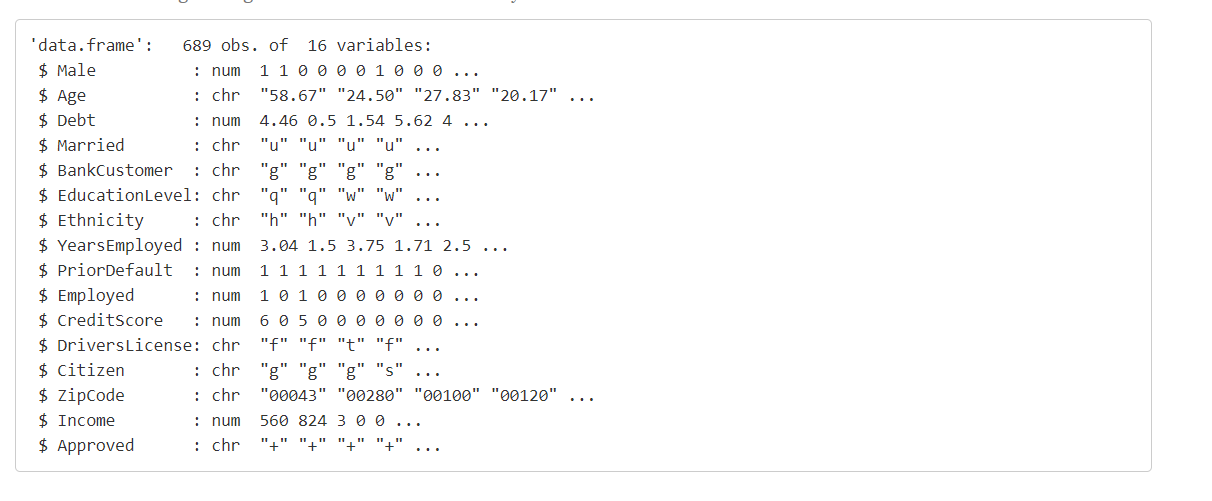 'data.frame':   689 obs. of  16 variables:
 $ Male          : num  1 1 0 0 0 0 1 0 0 0 ...
 $ Age           : chr  "58.67" "24.50" "27.83" "20.17" ...
 $ Debt          : num  4.46 0.5 1.54 5.62 4 ...
 $ Married       : chr  "u" "u" "u" "u" ...
 $ BankCustomer  : chr  "g" "g" "g" "g" ...
 $ EducationLevel: chr  "q" "q" "w" "w" ...
 $ Ethnicity     : chr  "h" "h" "v" "v" ...
 $ YearsEmployed : num  3.04 1.5 3.75 1.71 2.5 ...
 $ PriorDefault  : num  1 1 1 1 1 1 1 1 1 0 ...
 $ Employed      : num  1 0 1 0 0 0 0 0 0 0 ...
 $ CreditScore   : num  6 0 5 0 0 0 0 0 0 0 ...
 $ DriversLicense: chr  "f" "f" "t" "f" ...
 $ Citizen       : chr  "g" "g" "g" "s" ...
 $ ZipCode       : chr  "00043" "00280" "00100" "00120" ...
 $ Income        : num  560 824 3 0 0 ...
 $ Approved      : chr  "+" "+" "+" "+" ...